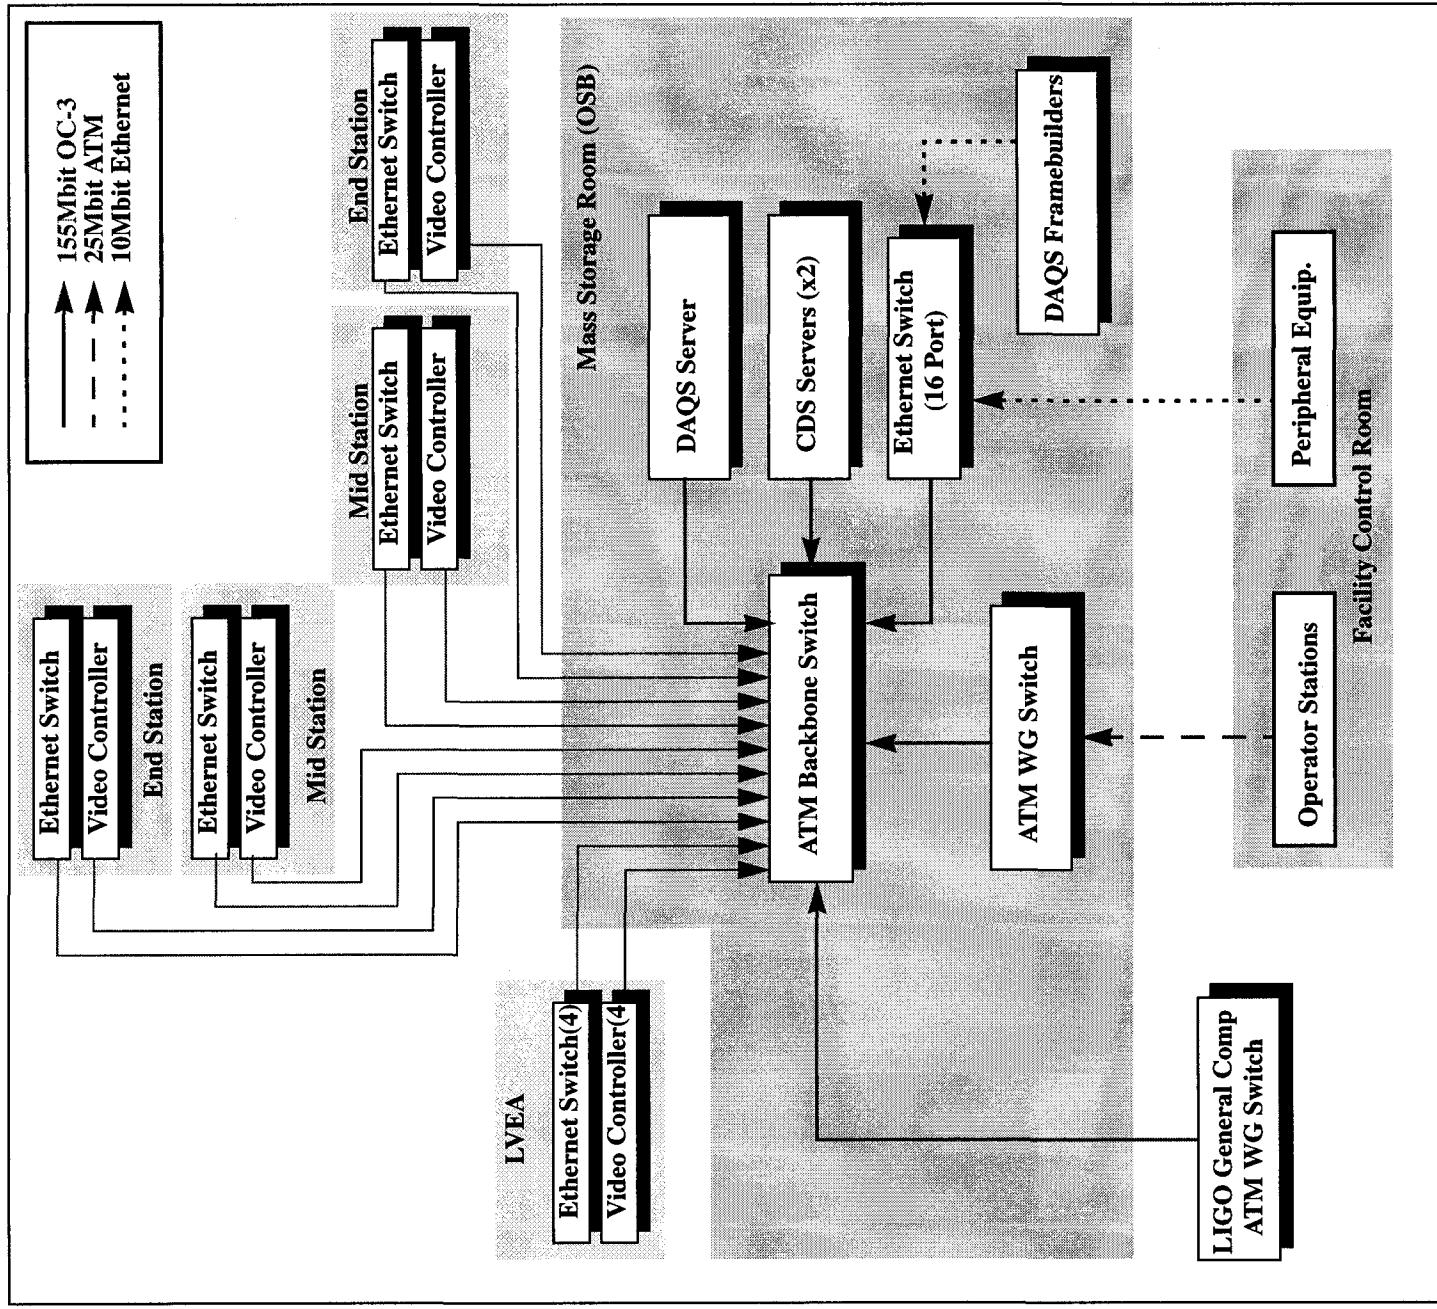 155Mbit OC-3
25Mbit ATM
10Mbit Ethernet
End Station
Ethernet Switch
Video Controller
Mid Station
Ethernet Switch
Video Controller
Ethernet Switch
Video Controller
End Station
Ethernet Switch
Video Controller
Mid Station
LVEA
Ethernet Switch(4)
Video Controller(4
Mass Storage Room (OSB)
DAQS Server
CDS Servers (x2)
Ethernet Switch
(16 Port)
DAQS Framebuilders
ATM Backbone Switch
ATM WG Switch
LIGO General Comp
ATM WG Switch
Operator Stations
Peripheral Equip.
Facility Control Room